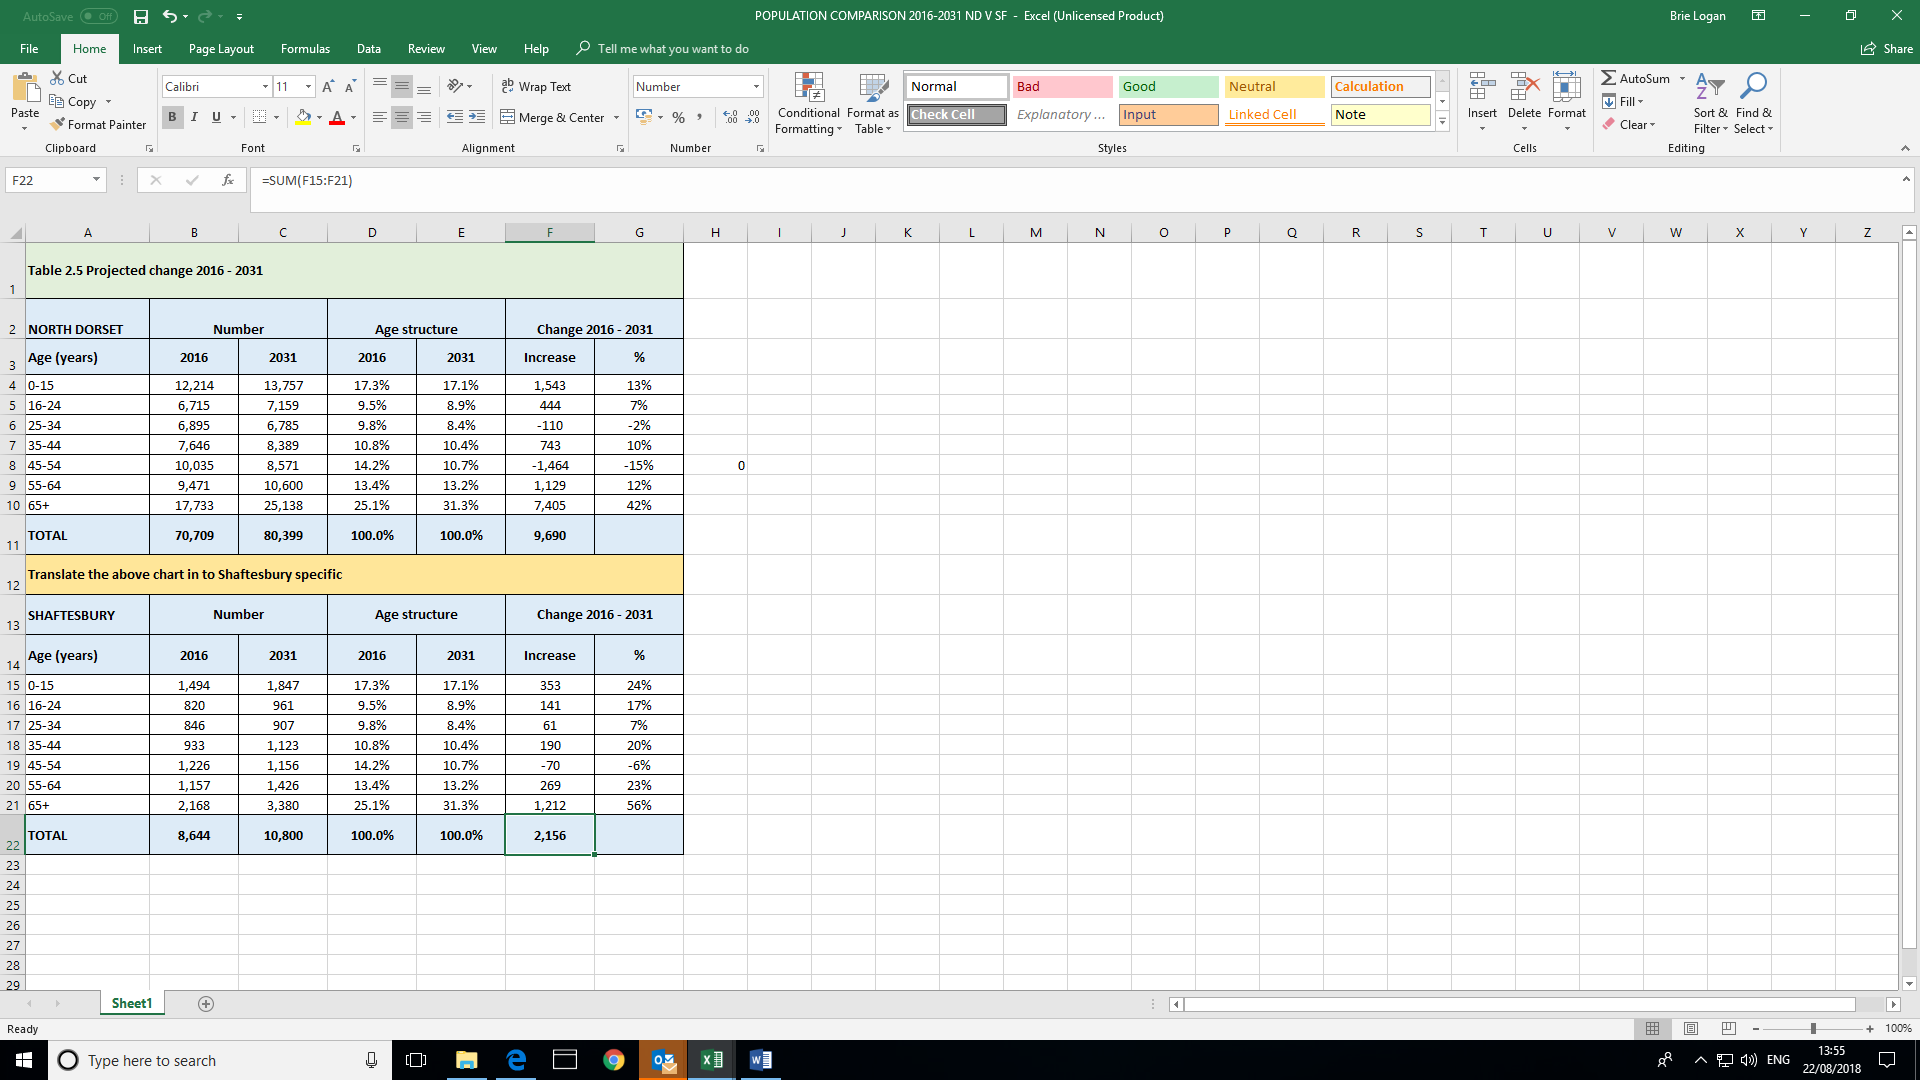 AutoSave Off POPULATION COMPARISON 2016-2031 ND V SF - Excel (Unlicensed Product) Brie Logan
File Home Insert Page Layout Formulas Data Review View Help Tell me what you want to do Share
Paste Cut Copy Format Painter Clipboard
Calibri 11 B I U Font
Wrap Text Merge & Center Alignment
Number % Number
Conditional Formatting Format as Table
Normal Bad Good Neutral Calculation
Check Cell Explanatory ... Input Linked Cell Note
Styles
Insert Delete Format Cells
AutoSum Fill Clear Sort & Filter Find & Select Editing
F22 fx =SUM(F15:F21)
A B C D E F G H I J K L M N O P Q R S T U V W X Y Z
1 Table 2.5 Projected change 2016 - 2031
2 NORTH DORSET Number Age structure Change 2016 - 2031
3 Age (years) 2016 2031 2016 2031 Increase %
4 0-15 12,214 13,757 17.3% 17.1% 1,543 13%
5 16-24 6,715 7,159 9.5% 8.9% 444 7%
6 25-34 6,895 6,785 9.8% 8.4% -110 -2%
7 35-44 7,646 8,389 10.8% 10.4% 743 10%
8 45-54 10,035 8,571 14.2% 10.7% -1,464 -15% 0
9 55-64 9,471 10,600 13.4% 13.2% 1,129 12%
10 65+ 17,733 25,138 25.1% 31.3% 7,405 42%
11 TOTAL 70,709 80,399 100.0% 100.0% 9,690
12 Translate the above chart in to Shaftesbury specific
13 SHAFTESBURY Number Age structure Change 2016 - 2031
14 Age (years) 2016 2031 2016 2031 Increase %
15 0-15 1,494 1,847 17.3% 17.1% 353 24%
16 16-24 820 961 9.5% 8.9% 141 17%
17 25-34 846 907 9.8% 8.4% 61 7%
18 35-44 933 1,123 10.8% 10.4% 190 20%
19 45-54 1,226 1,156 14.2% 10.7% -70 -6%
20 55-64 1,157 1,426 13.4% 13.2% 269 23%
21 65+ 2,168 3,380 25.1% 31.3% 1,212 56%
22 TOTAL 8,644 10,800 100.0% 100.0% 2,156
23
24
25
26
27
28
29
Sheet1
Ready 100%
Type here to search ENG 13:55
22/08/2018